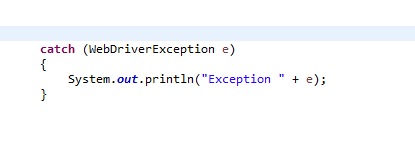 catch (WebDriverException e)
{
System.out.println("Exception " + e);
}